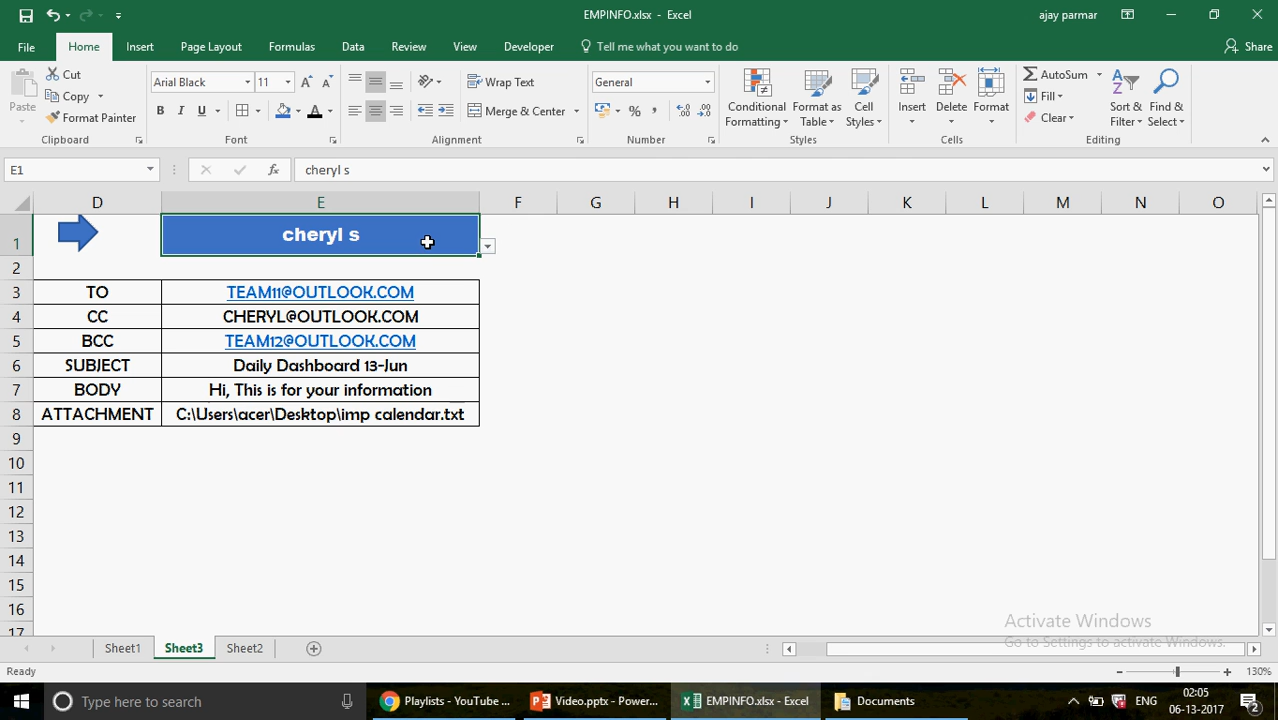 EMPINFO.xlsx - Excel
ajay parmar
File Home Insert Page Layout Formulas Data Review View Developer Tell me what you want to do Share
Paste
Cut
Copy
Format Painter
Clipboard
Arial Black 11
B I U A
Font
Wrap Text
Merge & Center
Alignment
General
%
Number
Conditional Formatting
Format as Table
Cell Styles
Styles
Insert Delete Format
Cells
AutoSum
Fill
Clear
Sort & Filter
Find & Select
Editing
E1 fx cheryl s
D E F G H I J K L M N O
1 cheryl s
2
3 TO TEAM11@OUTLOOK.COM
4 CC CHERYL@OUTLOOK.COM
5 BCC TEAM12@OUTLOOK.COM
6 SUBJECT Daily Dashboard 13-Jun
7 BODY Hi, This is for your information
8 ATTACHMENT C:\Users\acer\Desktop\imp calendar.txt
9
10
11
12
13
14
15
16
17
Activate Windows
Go to Settings to activate Windows.
Sheet1 Sheet3 Sheet2
Ready 130%
Type here to search
Playlists - YouTube ...
Video.pptx - Power...
EMPINFO.xlsx - Excel
Documents
ENG
02:05
06-13-2017
2